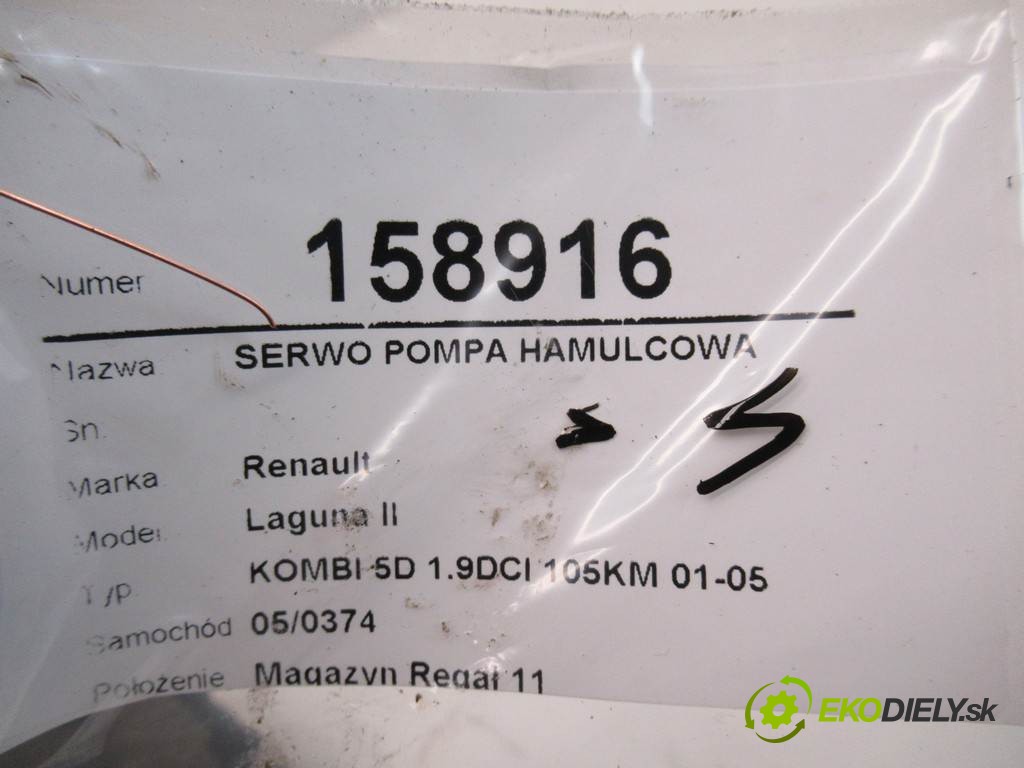 Numer 158916
Nazwa SERWO POMPA HAMULCOWA
Sn.
Marka Renault
Model Laguna II
Typ KOMBI 5D 1.9DCI 105KM 01-05
Samochód 05/0374
Położenie Magazyn Regał 11
EKODIELY.sk